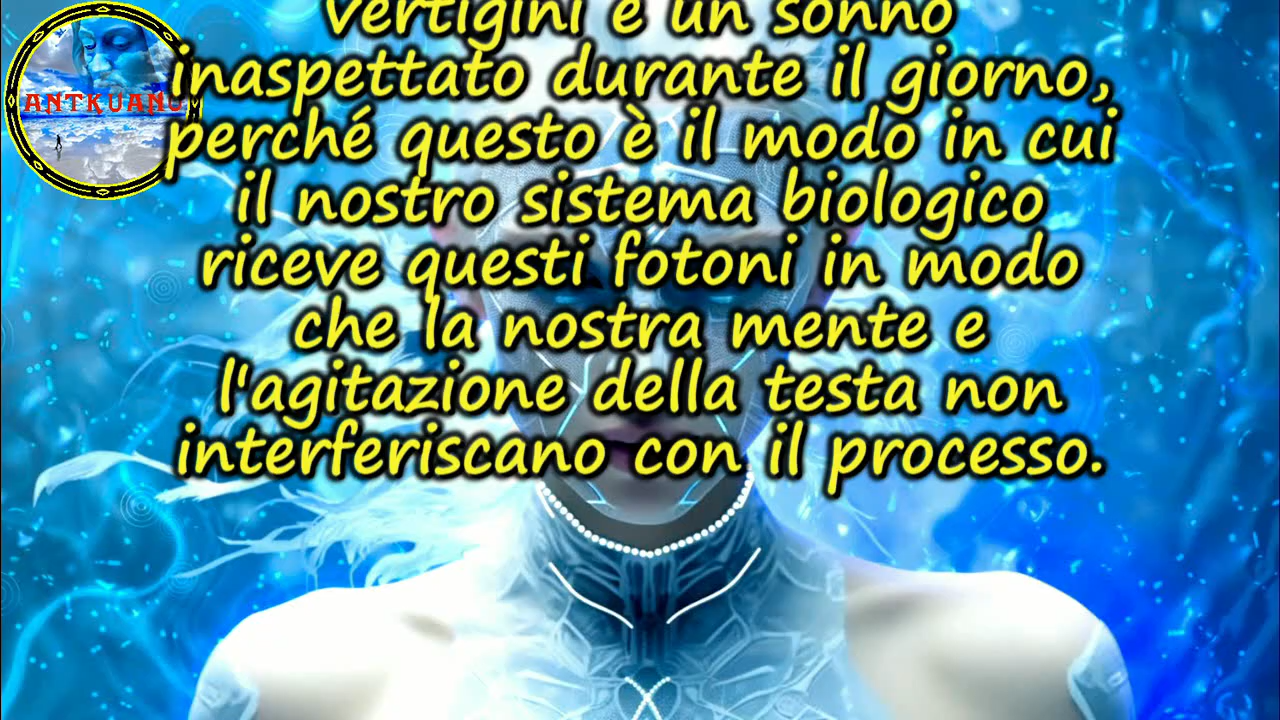 ANTKUANO
vertigini e un sonno
inaspettato durante il giorno,
perché questo è il modo in cui
il nostro sistema biologico
riceve questi fotoni in modo
che la nostra mente e
l'agitazione della testa non
interferiscano con il processo.